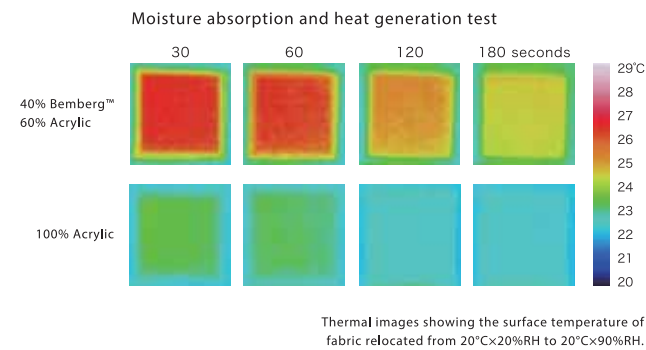 Moisture absorption and heat generation test
30 60 120 180 seconds
40% Bemberg™
60% Acrylic
100% Acrylic
29℃
28
27
26
25
24
23
22
21
20
Thermal images showing the surface temperature of
fabric relocated from 20°C×20%RH to 20°C×90%RH.